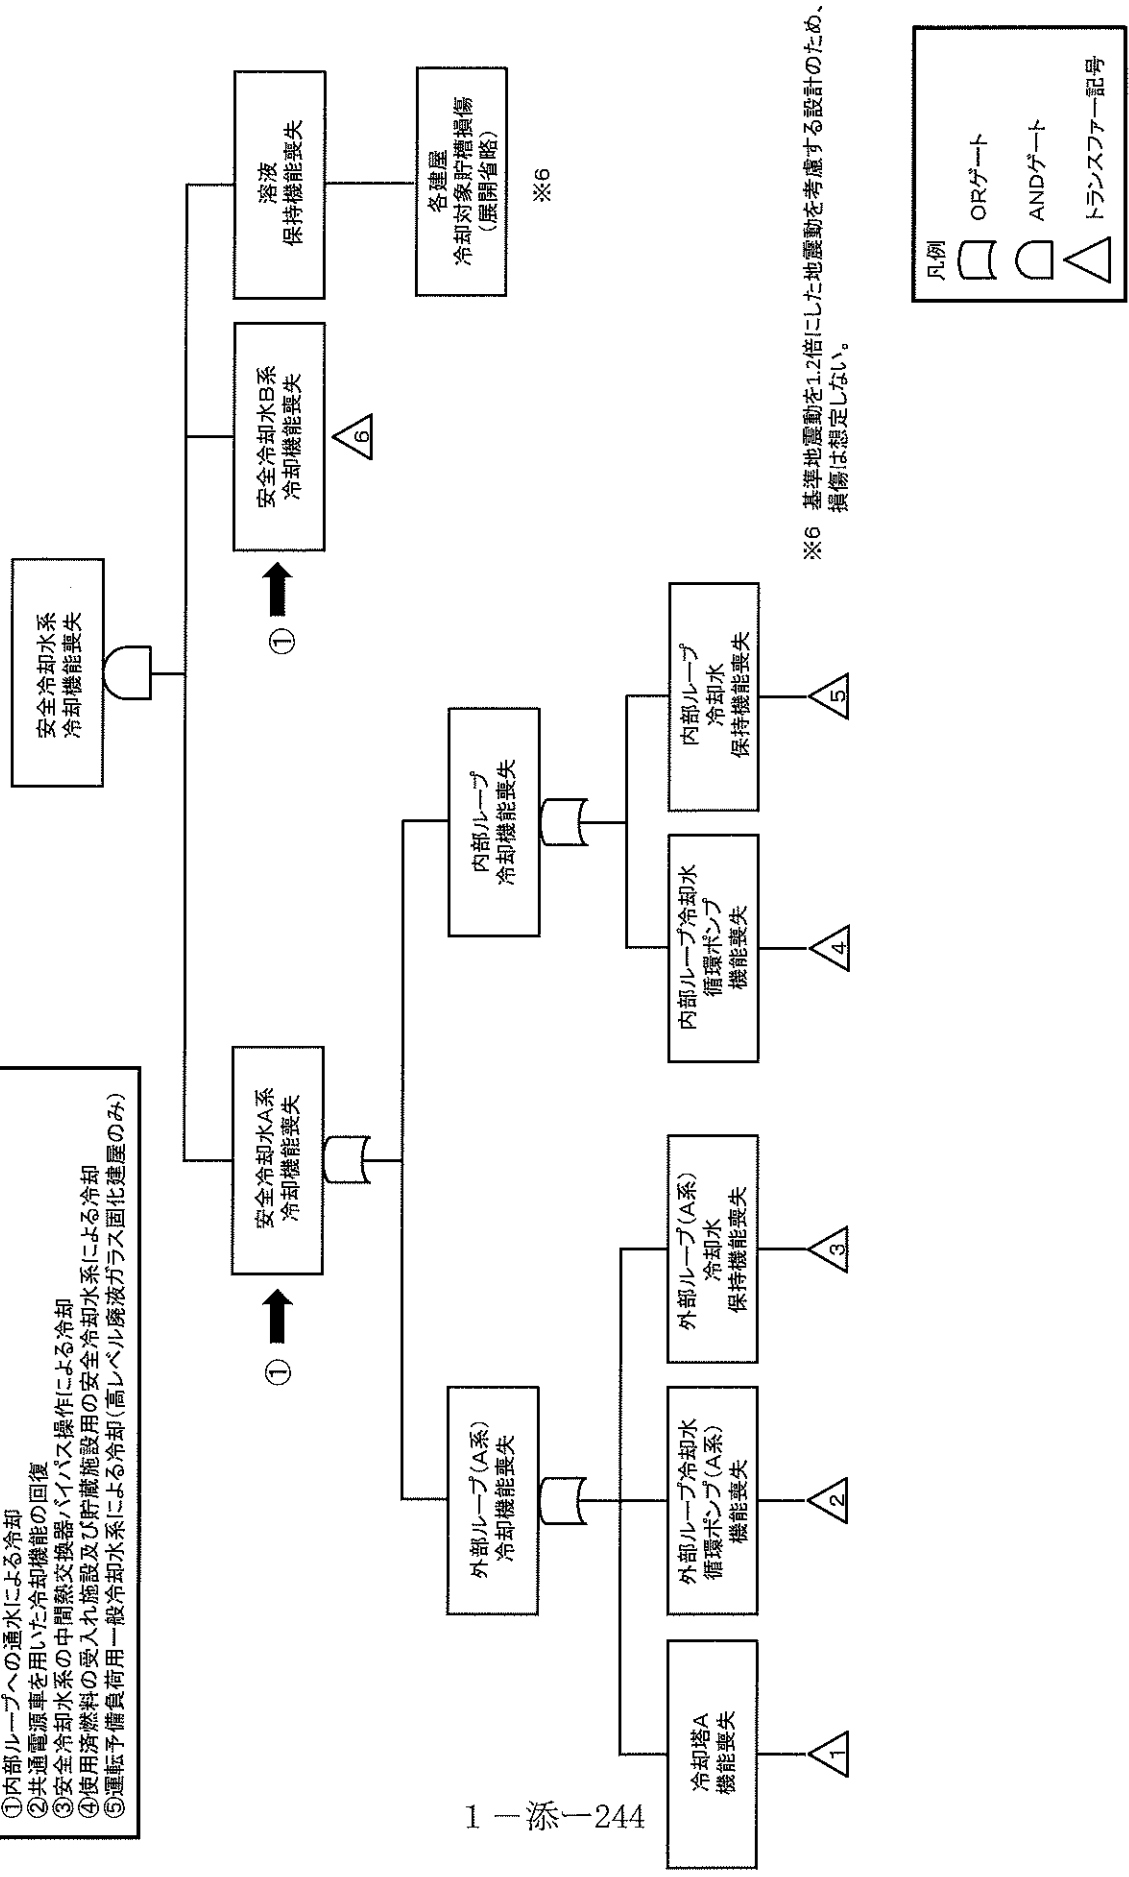 ①内部ループへの通水による冷却
②共通電源車を用いた冷却機能の回復
③安全冷却水系の中間熱交換器バイパス操作による冷却
④使用済燃料の受入れ施設及び貯蔵施設用の安全冷却水系による冷却
⑤運転予備負荷用一般冷却水系による冷却(高レベル廃液ガラス固化建屋のみ)
安全冷却水系
冷却機能喪失
①
安全冷却水A系
冷却機能喪失
①
安全冷却水B系
冷却機能喪失
6
溶液
保持機能喪失
各建屋
冷却対象貯槽損傷
(展開省略)
※6
外部ループ(A系)
冷却機能喪失
内部ループ
冷却機能喪失
冷却塔A
機能喪失
1
外部ループ冷却水
循環ポンプ(A系)
機能喪失
2
外部ループ(A系)
冷却水
保持機能喪失
3
内部ループ冷却水
循環ポンプ
機能喪失
4
内部ループ
冷却水
保持機能喪失
5
※6 基準地震動を1.2倍にした地震動を考慮する設計のため、
損傷は想定しない。
凡例
ORゲート
ANDゲート
トランスファー記号
1-添-244